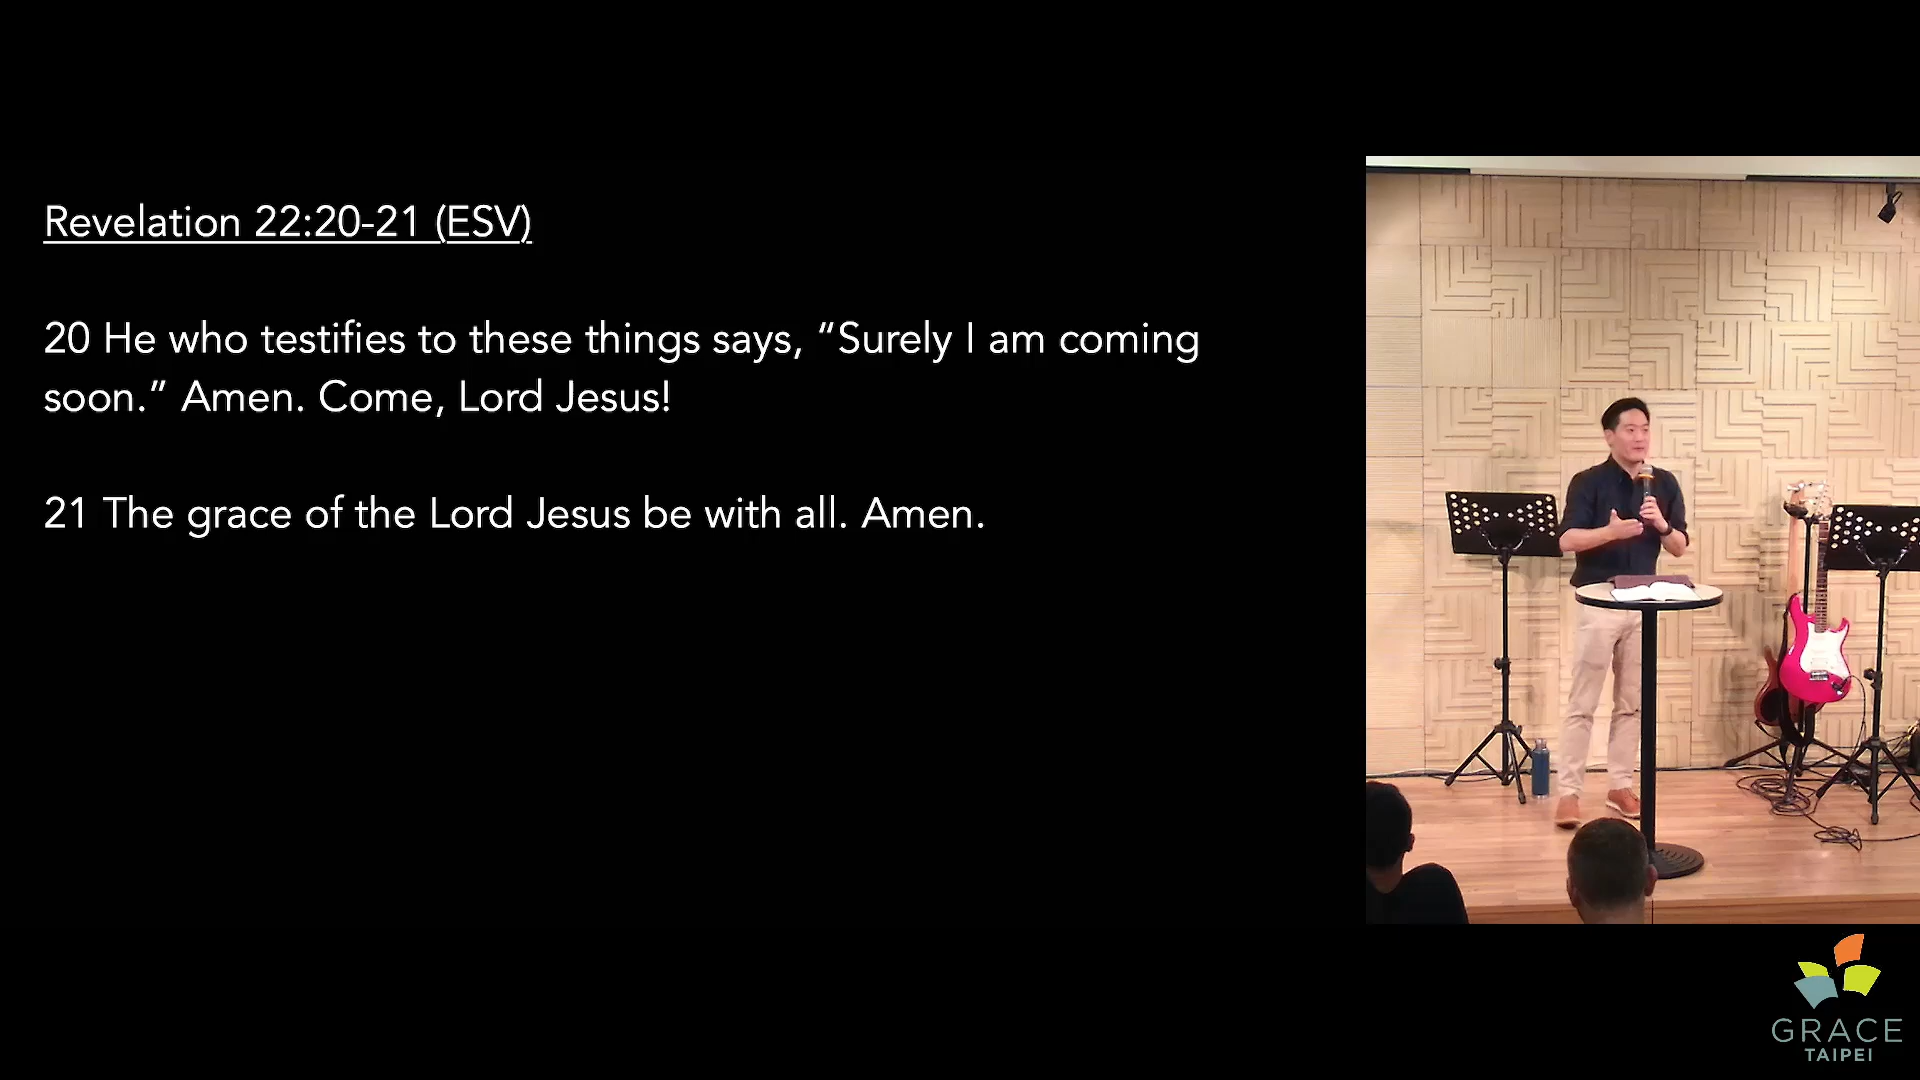 Revelation 22:20-21 (ESV)
20 He who testifies to these things says, “Surely I am coming
soon.” Amen. Come, Lord Jesus!
21 The grace of the Lord Jesus be with all. Amen.
GRACE
TAIPEI